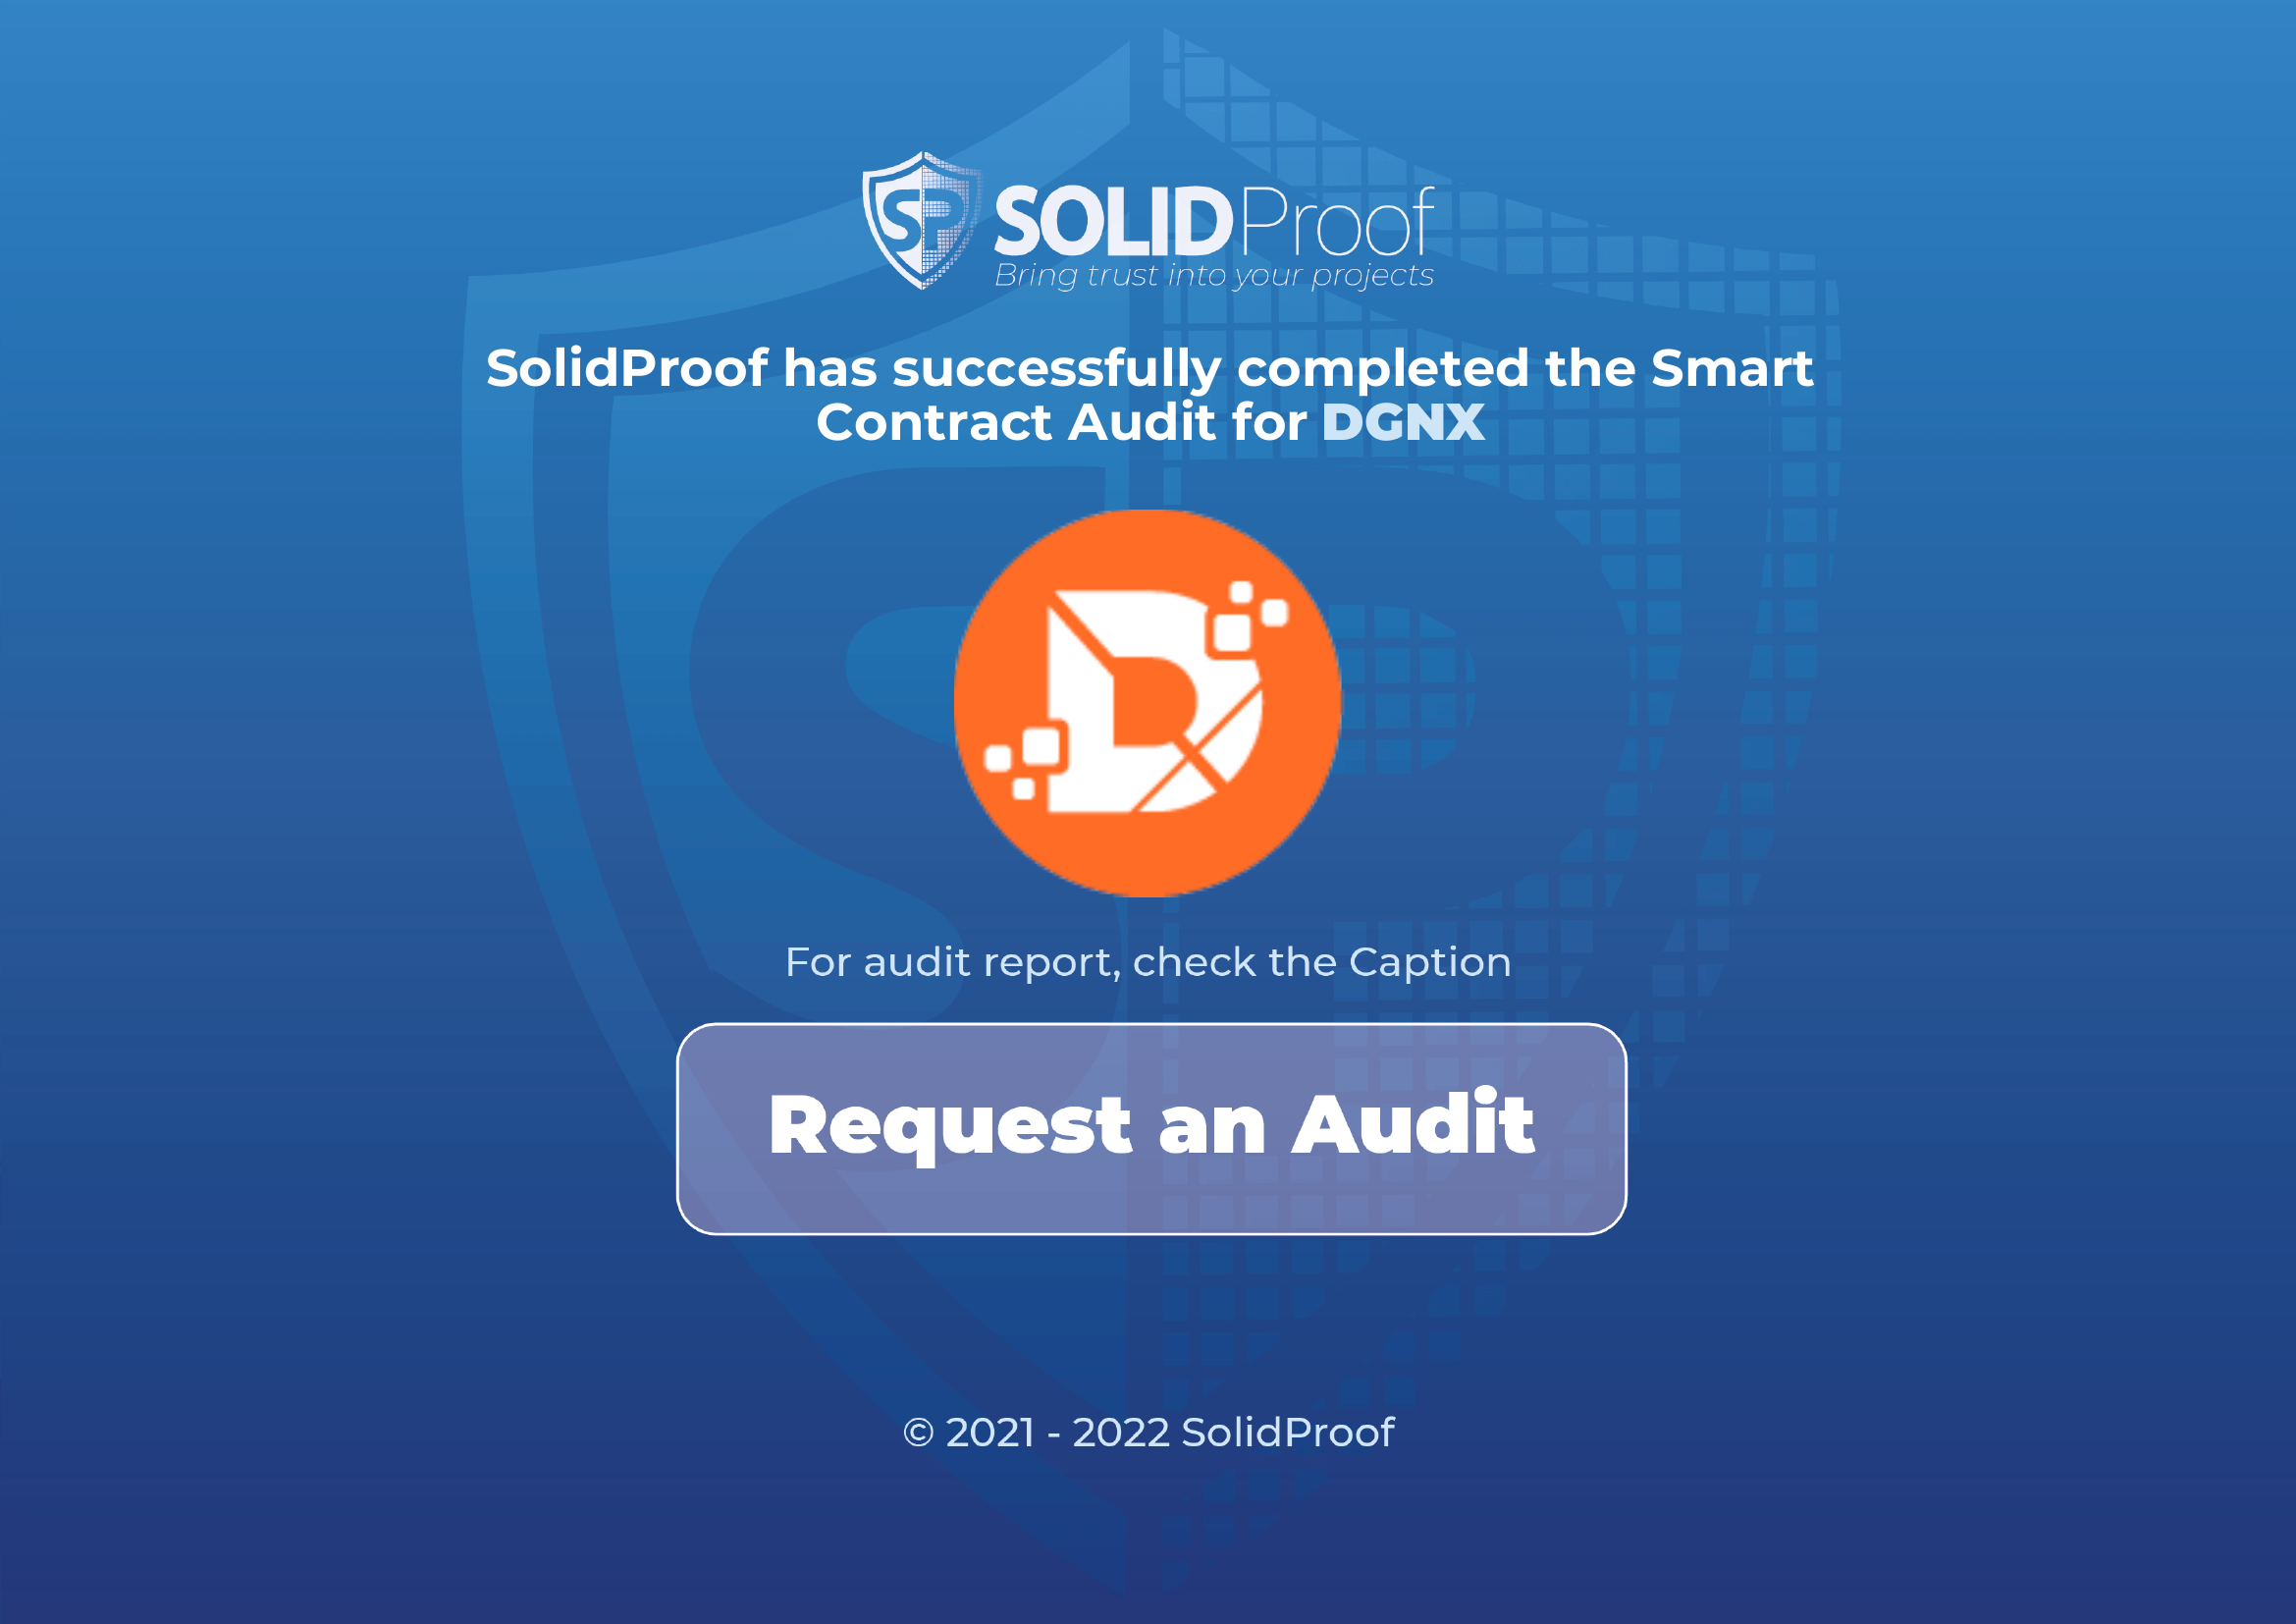 SP SOLIDProof
Bring trust into your projects
SolidProof has successfully completed the Smart
Contract Audit for DGNX
For audit report, check the Caption
Request an Audit
© 2021 - 2022 SolidProof